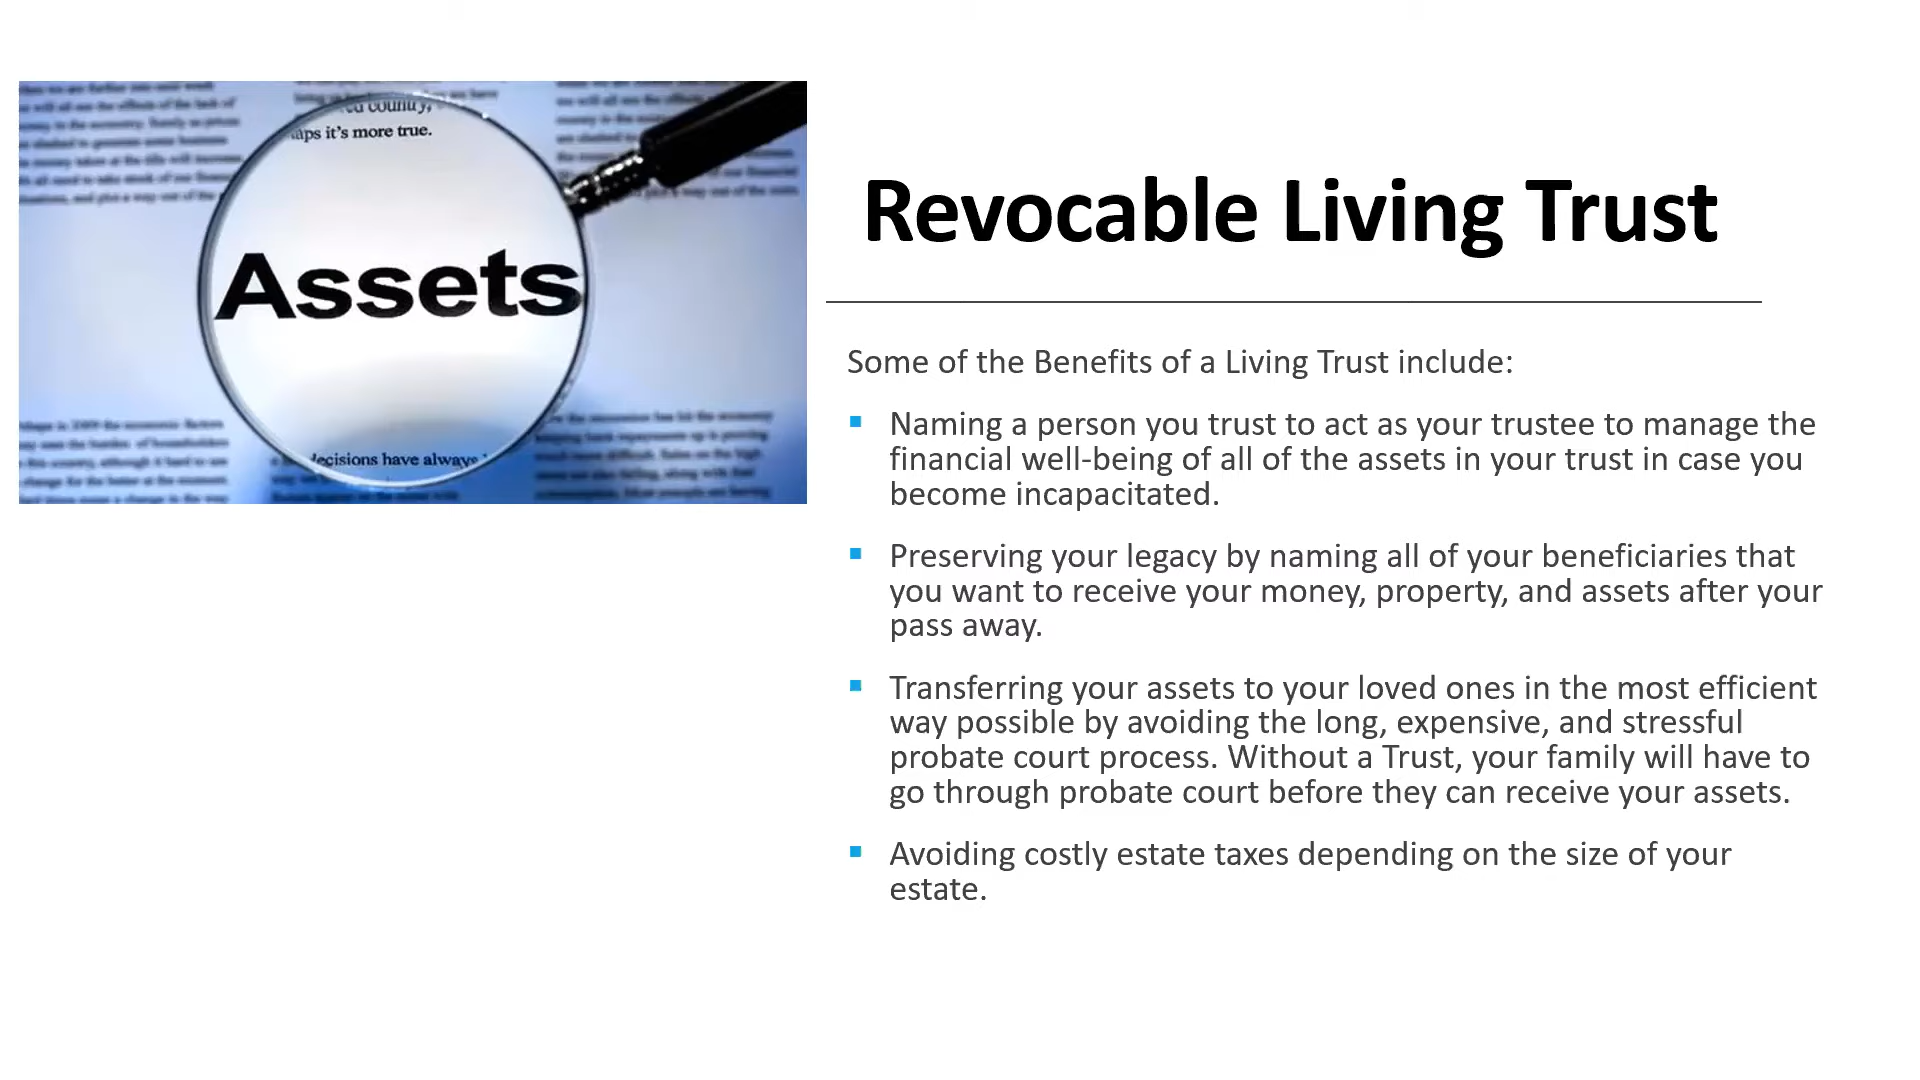 ed country,
aps it's more true.
Assets
decisions have always
Revocable Living Trust
Some of the Benefits of a Living Trust include:
Naming a person you trust to act as your trustee to manage the
financial well-being of all of the assets in your trust in case you
become incapacitated.
Preserving your legacy by naming all of your beneficiaries that
you want to receive your money, property, and assets after your
pass away.
Transferring your assets to your loved ones in the most efficient
way possible by avoiding the long, expensive, and stressful
probate court process. Without a Trust, your family will have to
go through probate court before they can receive your assets.
Avoiding costly estate taxes depending on the size of your
estate.